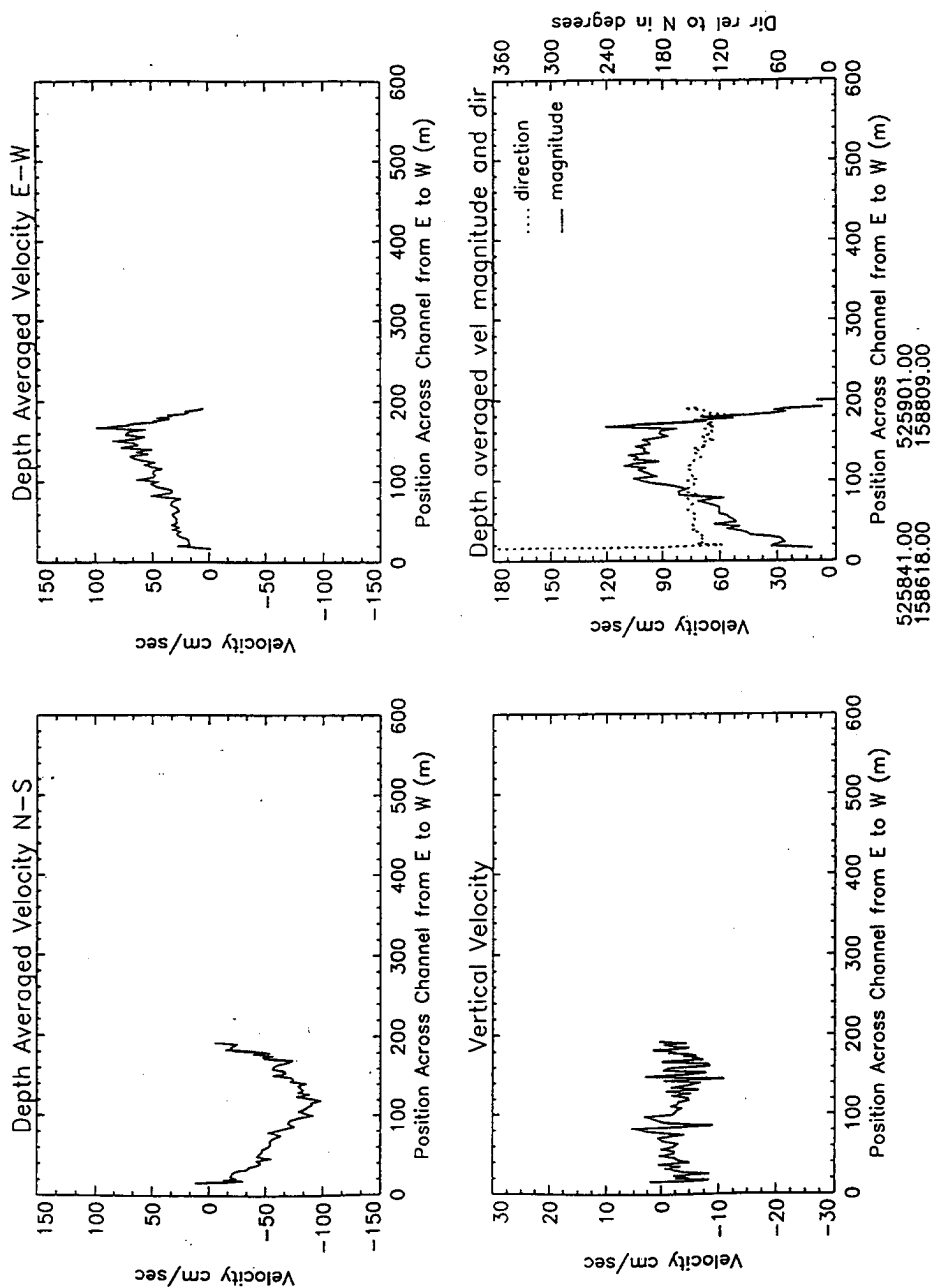 Depth Averaged Velocity N-S
Velocity cm/sec
150
100
50
0
-50
-100
-150
0 100 200 300 400 500 600
Position Across Channel from E to W (m)
Depth Averaged Velocity E-W
Velocity cm/sec
150
100
50
0
-50
-100
-150
0 100 200 300 400 500 600
Position Across Channel from E to W (m)
Vertical Velocity
Velocity cm/sec
30
20
10
0
-10
-20
-30
0 100 200 300 400 500 600
Position Across Channel from E to W (m)
Depth averaged vel magnitude and dir
Velocity cm/sec
180
150
120
90
60
30
0
direction
magnitude
360
300
240
180
120
60
0
Dir rel to N in degrees
0 100 200 300 400 500 600
Position Across Channel from E to W (m)
525841.00 525901.00
158618.00 158809.00